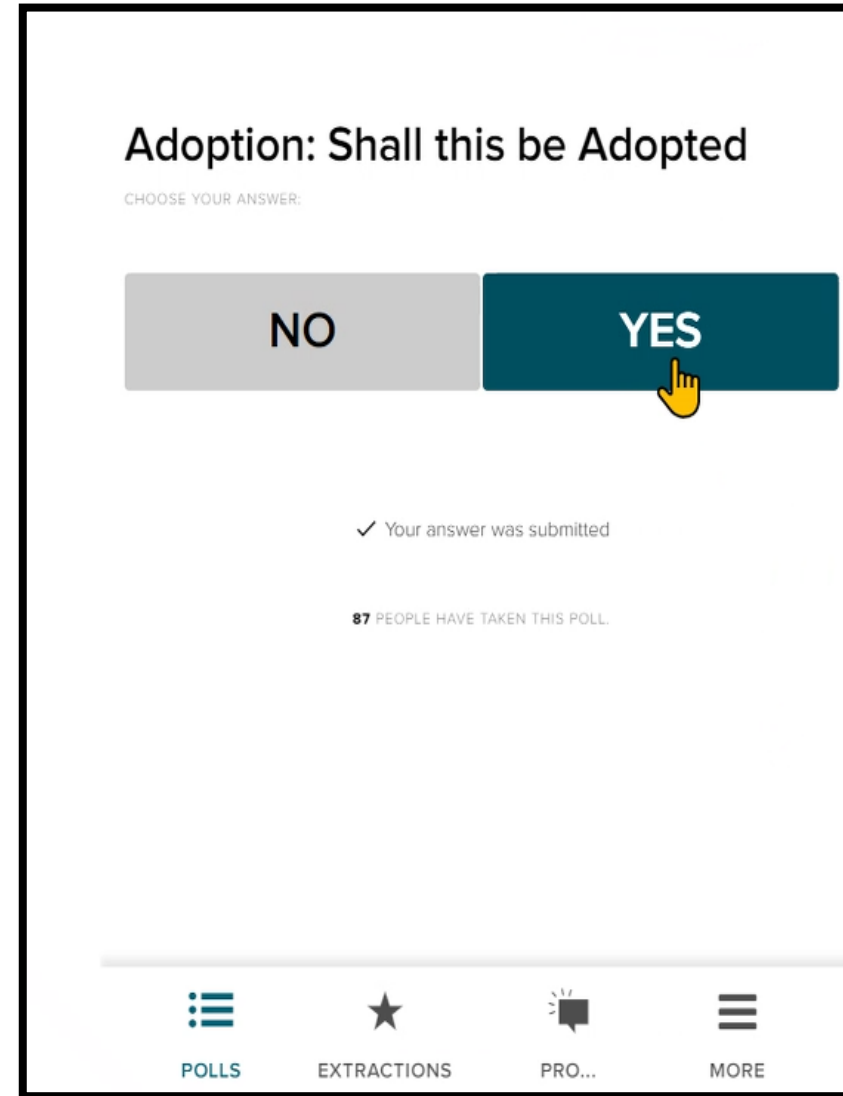 Adoption: Shall this be Adopted
CHOOSE YOUR ANSWER:
NO YES
Your answer was submitted
87 PEOPLE HAVE TAKEN THIS POLL.
POLLS EXTRACTIONS PRO... MORE